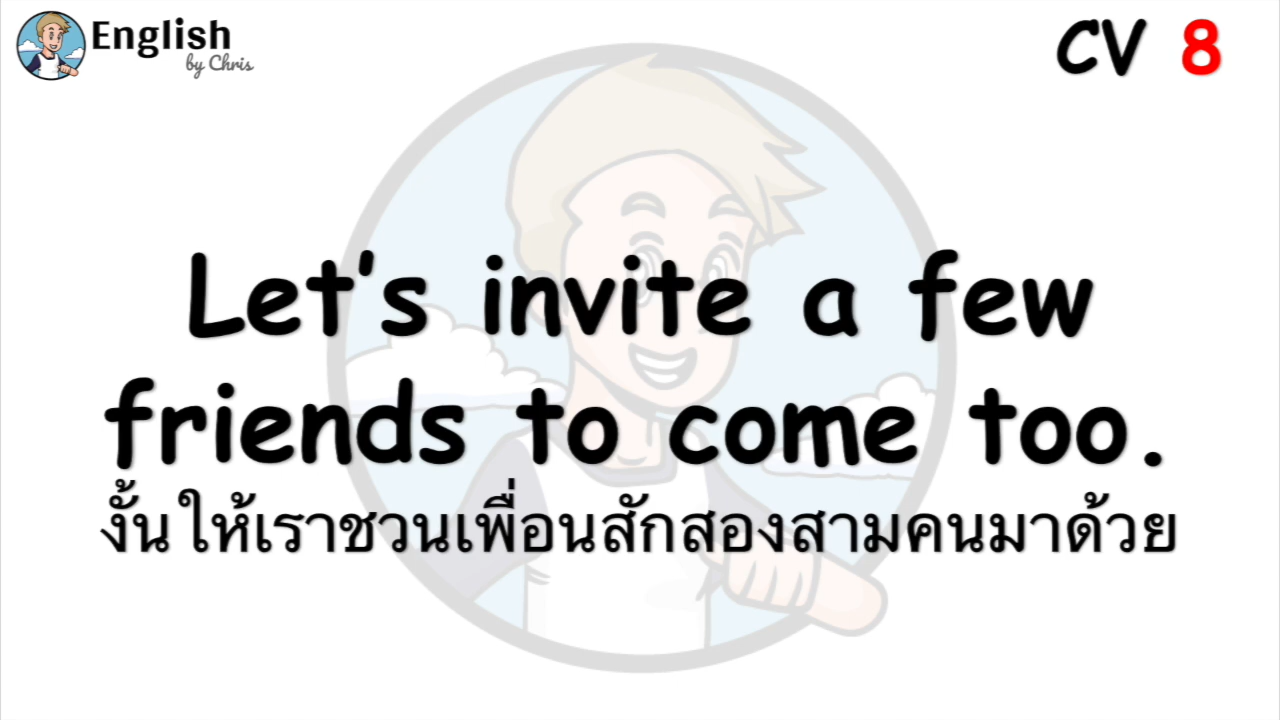 English
by Chris
CV 8
Let's invite a few
friends to come too.
งั้นให้เราชวนเพื่อนสักสองสามคนมาด้วย